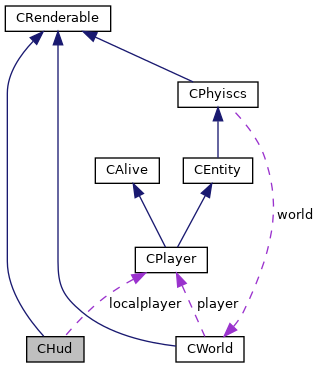 CRenderable
CPhyiscs
CAlive
CEntity
world
CPlayer
localplayer
player
CHud
CWorld